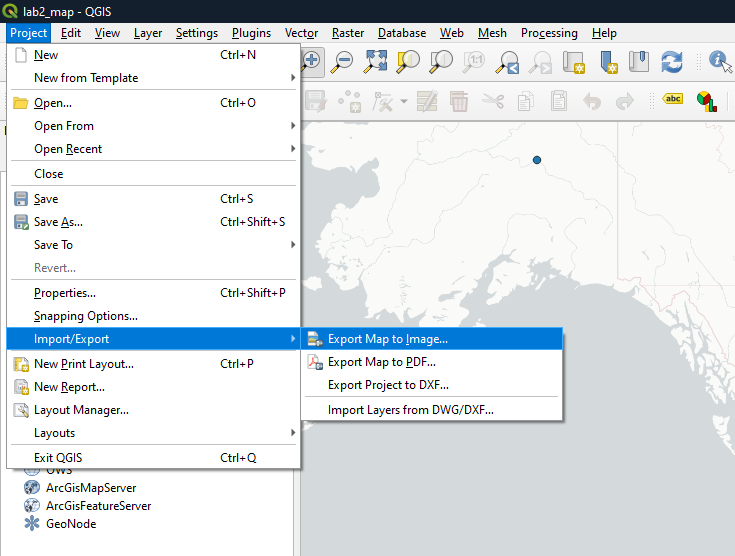 lab2_map — QGIS
Project Edit View Layer Settings Plugins Vector Raster Database Web Mesh Processing Help
New Ctrl+N
New from Template
Open... Ctrl+O
Open From
Open Recent
Close
Save Ctrl+S
Save As... Ctrl+Shift+S
Save To
Revert...
Properties... Ctrl+Shift+P
Snapping Options...
Import/Export
Export Map to Image...
Export Map to PDF...
Export Project to DXF...
Import Layers from DWG/DXF...
New Print Layout... Ctrl+P
New Report...
Layout Manager...
Layouts
Exit QGIS Ctrl+Q
OWS
ArcGisMapServer
ArcGisFeatureServer
GeoNode
1:1
abc